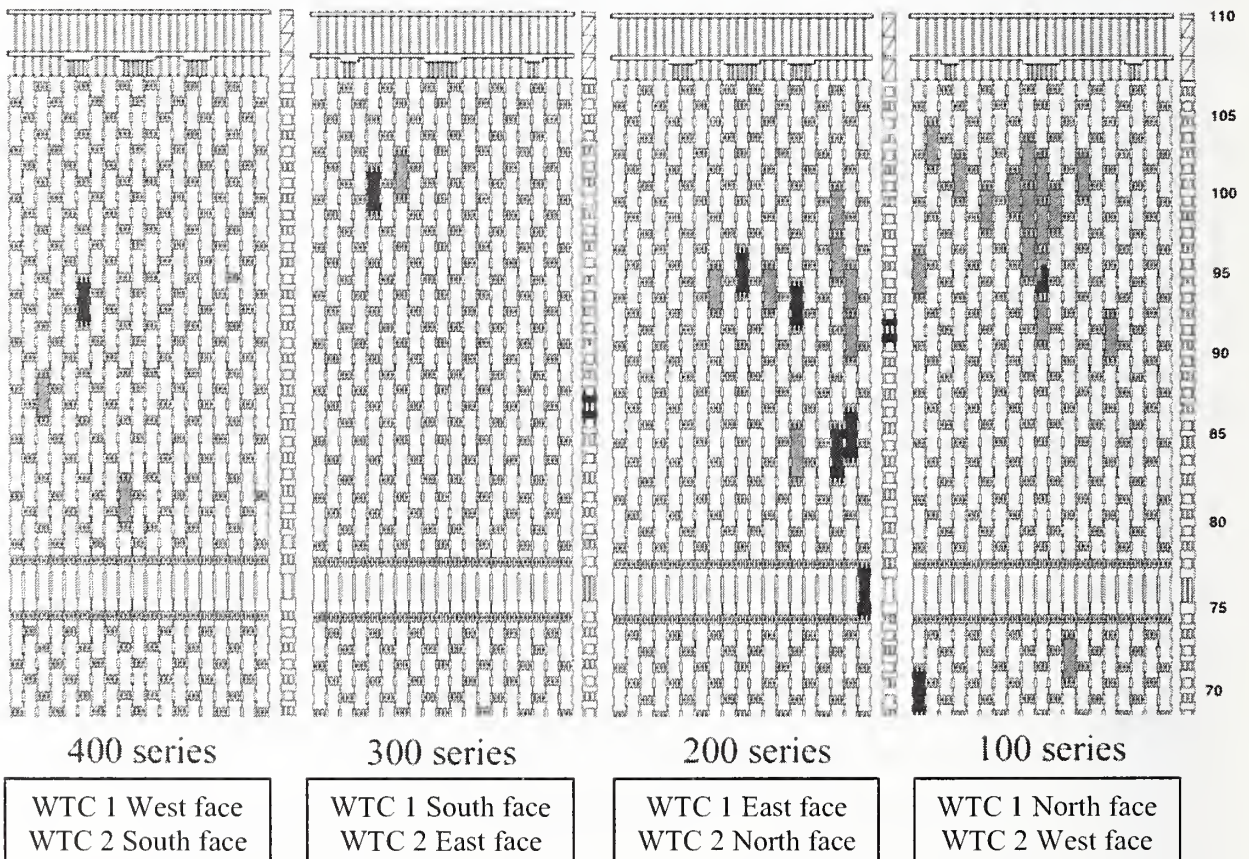 110
105
100
95
90
85
80
75
70
400 series
300 series
200 series
100 series
WTC 1 West face
WTC 2 South face
WTC 1 South face
WTC 2 East face
WTC 1 East face
WTC 2 North face
WTC 1 North face
WTC 2 West face